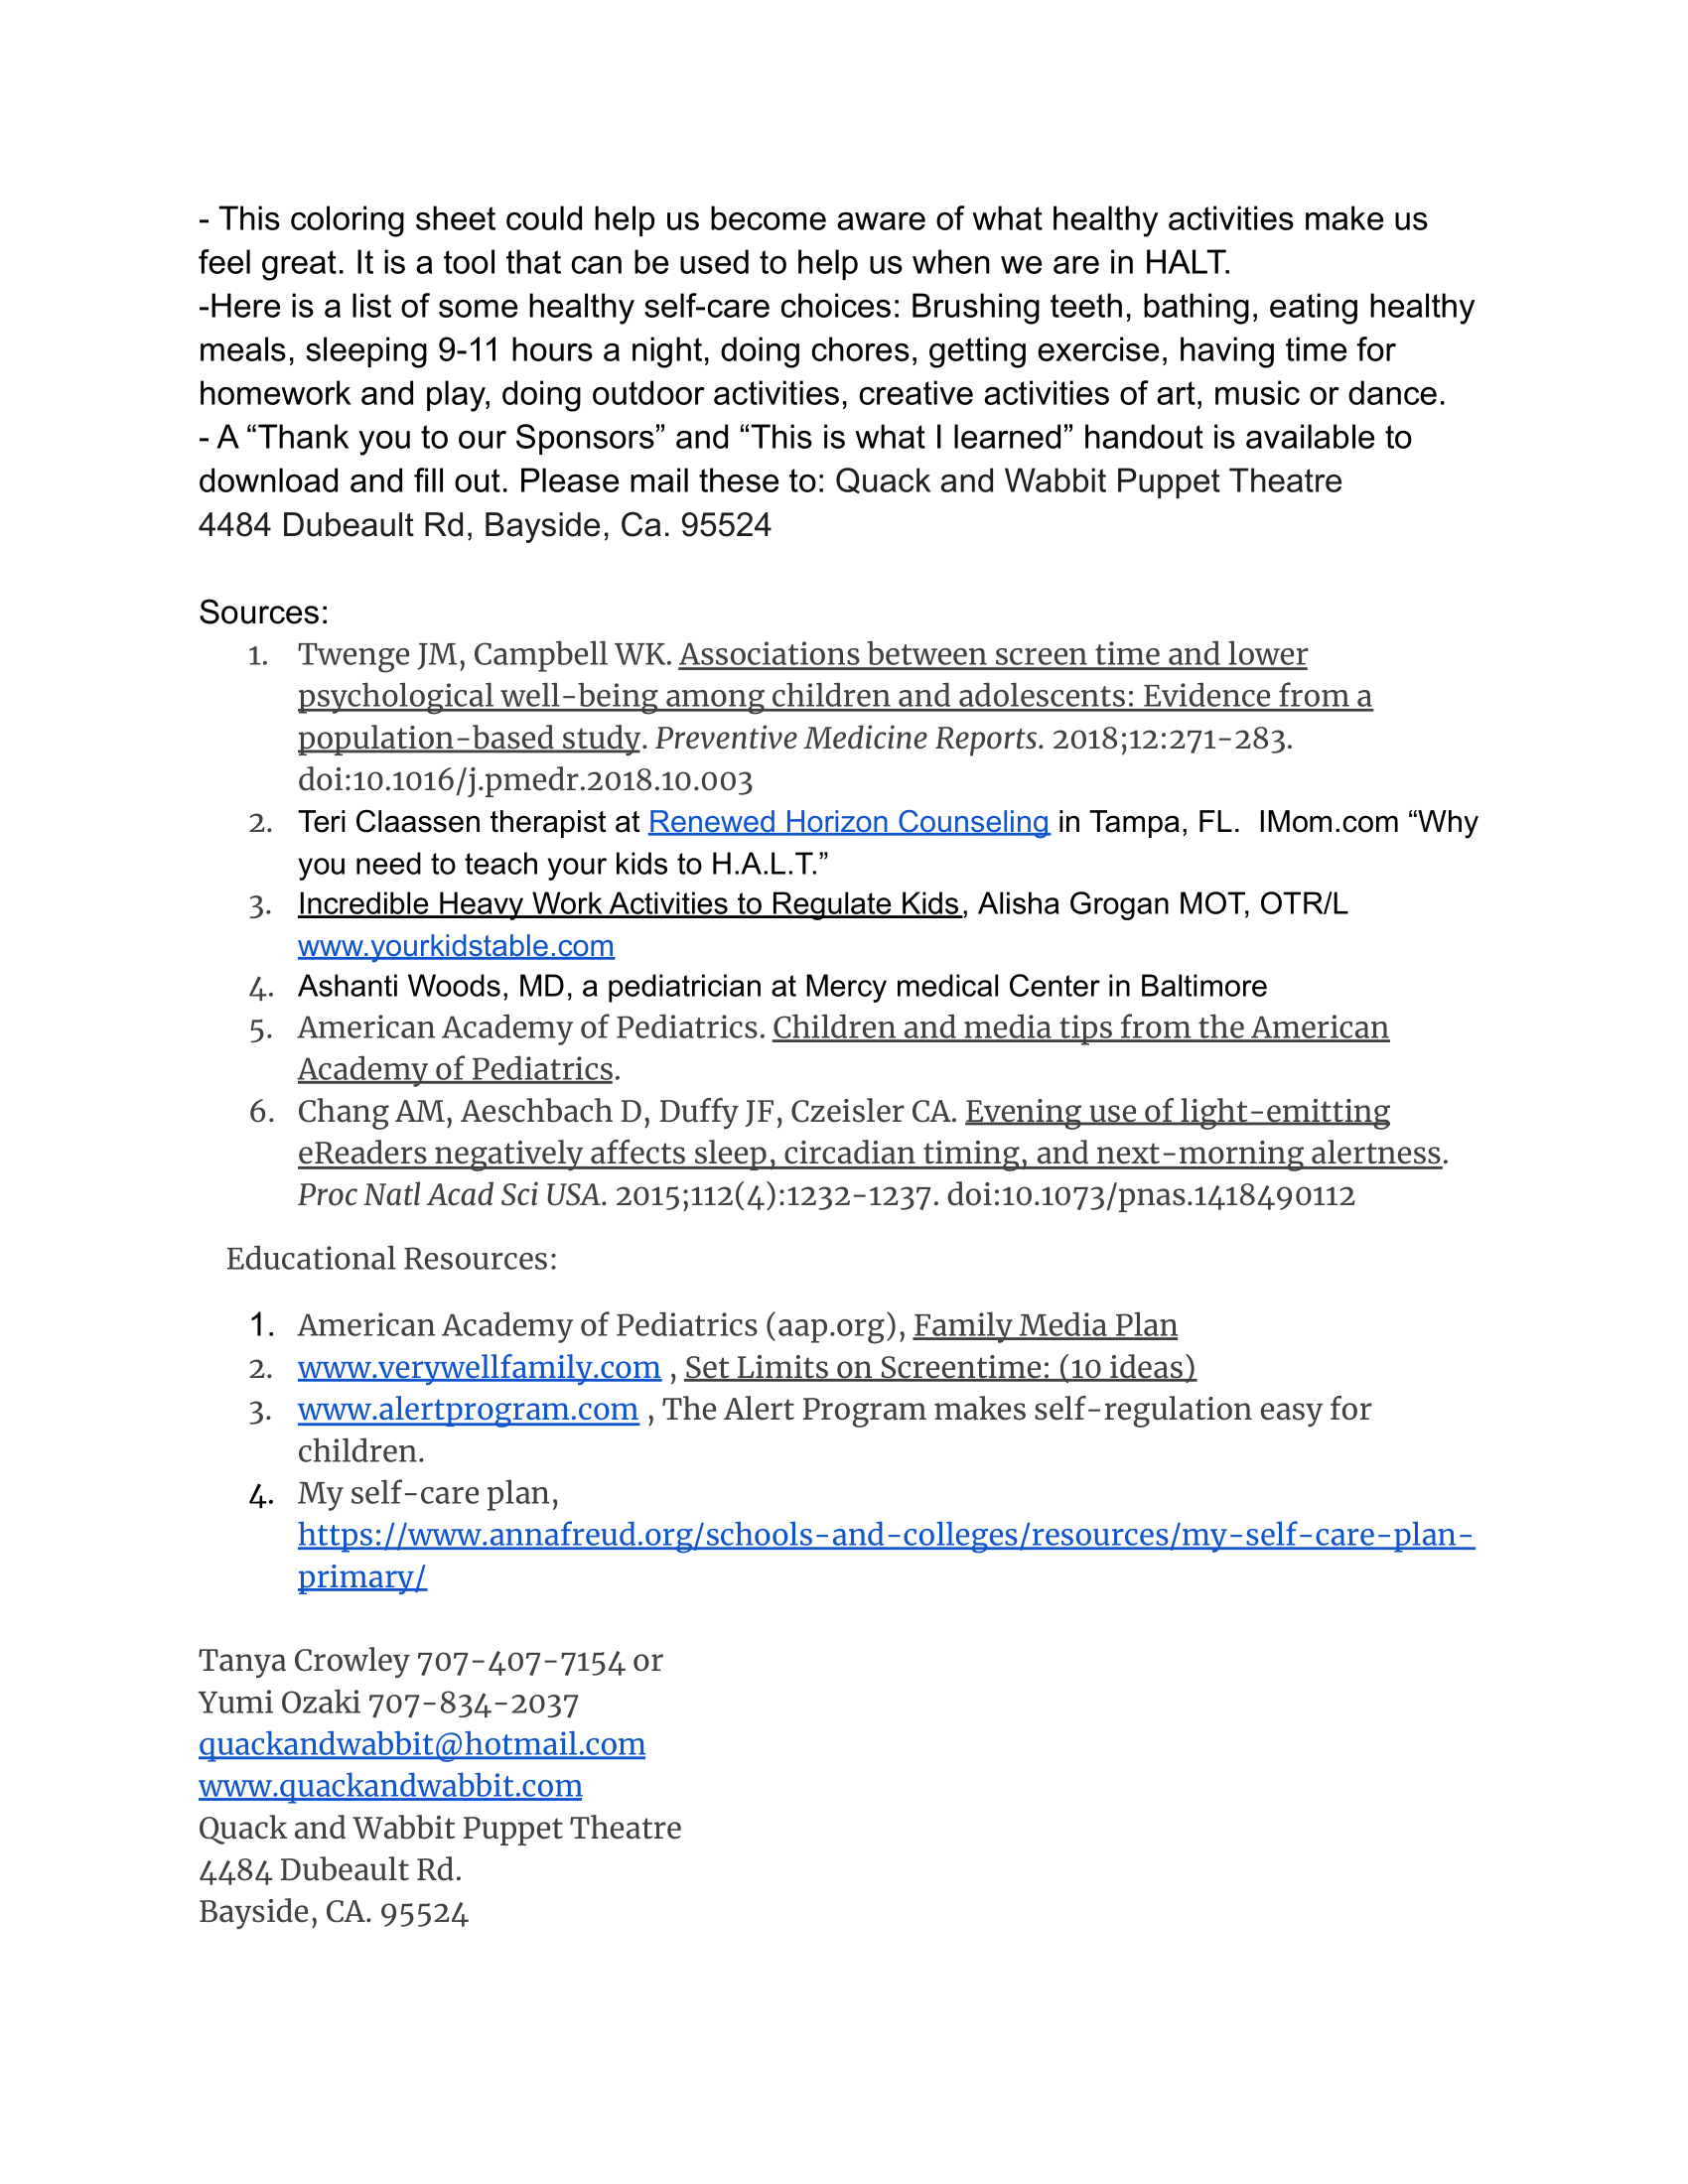 - This coloring sheet could help us become aware of what healthy activities make us
feel great. It is a tool that can be used to help us when we are in HALT.
-Here is a list of some healthy self-care choices: Brushing teeth, bathing, eating healthy
meals, sleeping 9-11 hours a night, doing chores, getting exercise, having time for
homework and play, doing outdoor activities, creative activities of art, music or dance.
- A “Thank you to our Sponsors” and “This is what I learned” handout is available to
download and fill out. Please mail these to: Quack and Wabbit Puppet Theatre
4484 Dubeault Rd, Bayside, Ca. 95524
Sources:
1. Twenge JM, Campbell WK. Associations between screen time and lower
psychological well-being among children and adolescents: Evidence from a
population-based study. Preventive Medicine Reports. 2018;12:271-283.
doi:10.1016/j.pmedr.2018.10.003
2. Teri Claassen therapist at Renewed Horizon Counseling in Tampa, FL.  IMom.com “Why
you need to teach your kids to H.A.L.T.”
3. Incredible Heavy Work Activities to Regulate Kids, Alisha Grogan MOT, OTR/L
www.yourkidstable.com
4. Ashanti Woods, MD, a pediatrician at Mercy medical Center in Baltimore
5. American Academy of Pediatrics. Children and media tips from the American
Academy of Pediatrics.
6. Chang AM, Aeschbach D, Duffy JF, Czeisler CA. Evening use of light-emitting
eReaders negatively affects sleep, circadian timing, and next-morning alertness.
Proc Natl Acad Sci USA. 2015;112(4):1232-1237. doi:10.1073/pnas.1418490112
Educational Resources:
1. American Academy of Pediatrics (aap.org), Family Media Plan
2. www.verywellfamily.com , Set Limits on Screentime: (10 ideas)
3. www.alertprogram.com , The Alert Program makes self-regulation easy for
children.
4. My self-care plan,
https://www.annafreud.org/schools-and-colleges/resources/my-self-care-plan-
primary/
Tanya Crowley 707-407-7154 or
Yumi Ozaki 707-834-2037
quackandwabbit@hotmail.com
www.quackandwabbit.com
Quack and Wabbit Puppet Theatre
4484 Dubeault Rd.
Bayside, CA. 95524